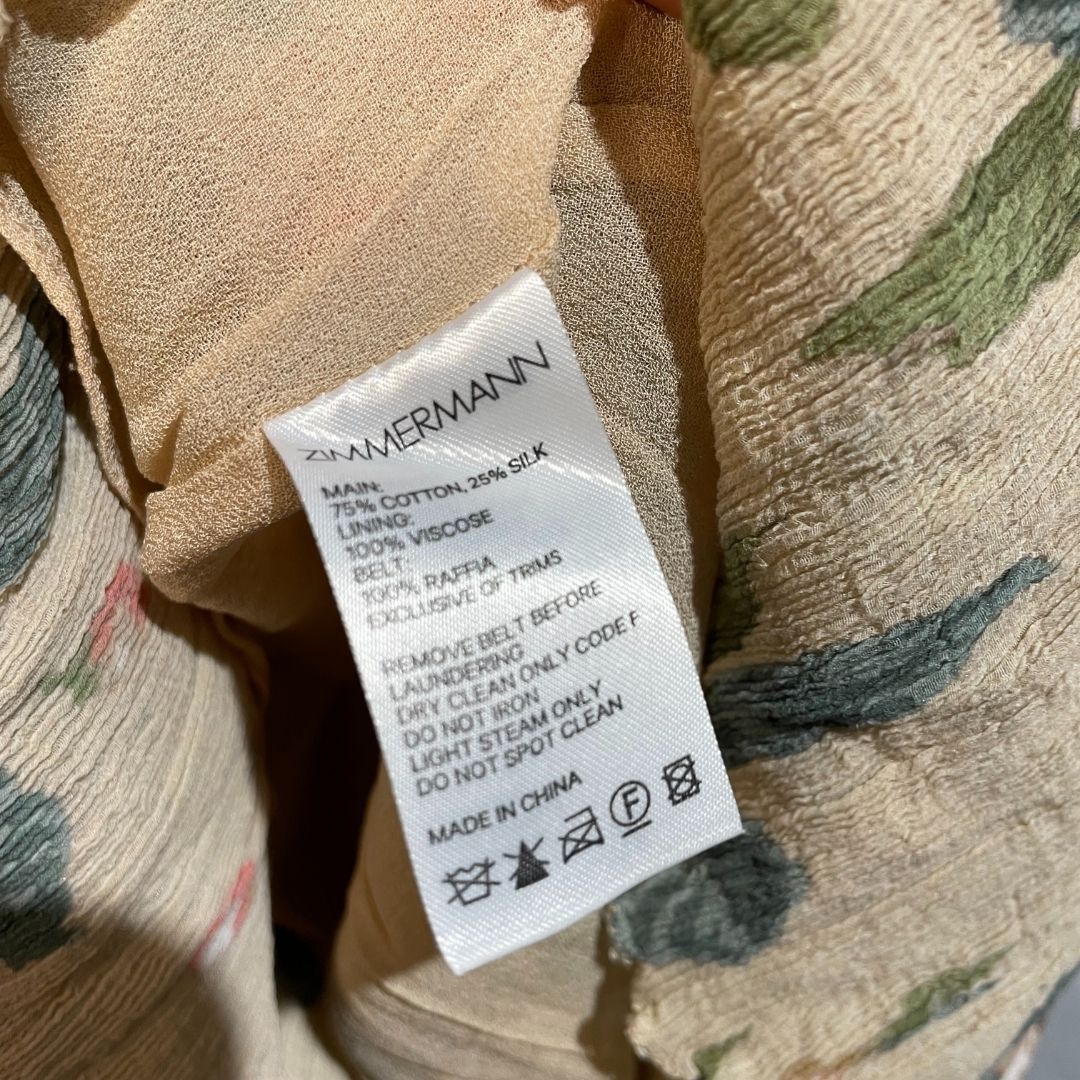 ZIMMERMANN
MAIN:
75% COTTON, 25% SILK
LINING:
100% VISCOSE
BELT:
100% RAFFIA
EXCLUSIVE OF TRIMS
REMOVE BELT BEFORE
LAUNDERING
DRY CLEAN ONLY CODE F
DO NOT IRON
LIGHT STEAM ONLY
DO NOT SPOT CLEAN
MADE IN CHINA
F